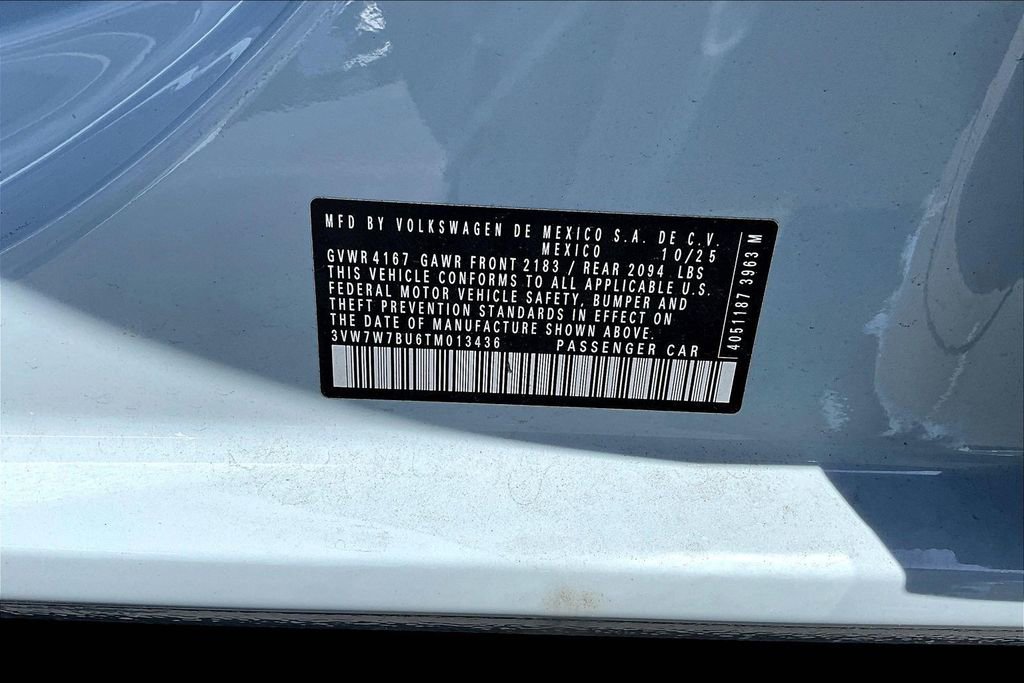 MFD BY VOLKSWAGEN DE MEXICO S.A. DE C.V.
MEXICO 10/25
GVWR 4167 GAWR FRONT 2183 / REAR 2094 LBS
THIS VEHICLE CONFORMS TO ALL APPLICABLE U.S.
FEDERAL MOTOR VEHICLE SAFETY, BUMPER AND
THEFT PREVENTION STANDARDS IN EFFECT ON
THE DATE OF MANUFACTURE SHOWN ABOVE.
3VW7W7BU6TM013436 PASSENGER CAR
4051187 3963 M